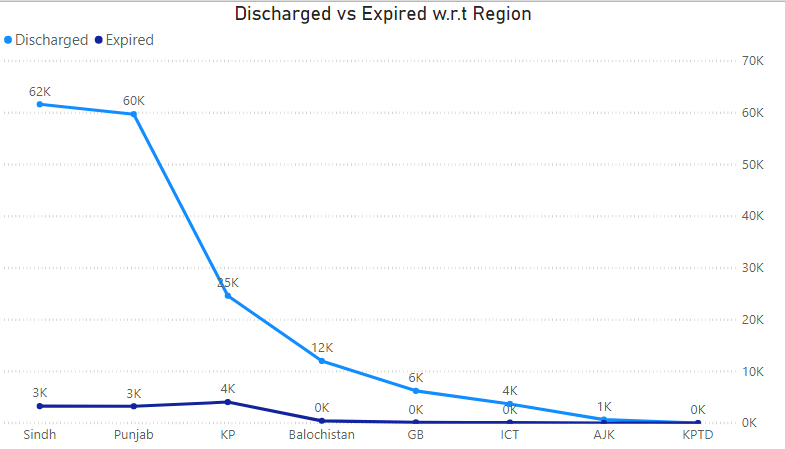 Discharged vs Expired w.r.t Region
Discharged Expired
70K
62K
60K
60K
50K
40K
30K
25K
20K
12K
10K
6K
4K
1K
3K
3K
4K
0K
0K
0K
0K
0K
Sindh Punjab KP Balochistan GB ICT AJK KPTD